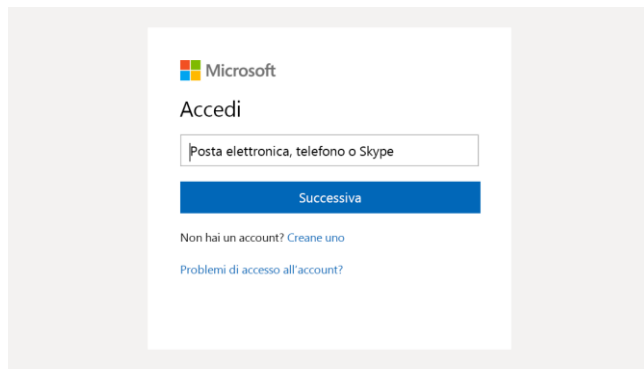 Microsoft
Accedi
Posta elettronica, telefono o Skype
Successiva
Non hai un account? Creane uno
Problemi di accesso all'account?